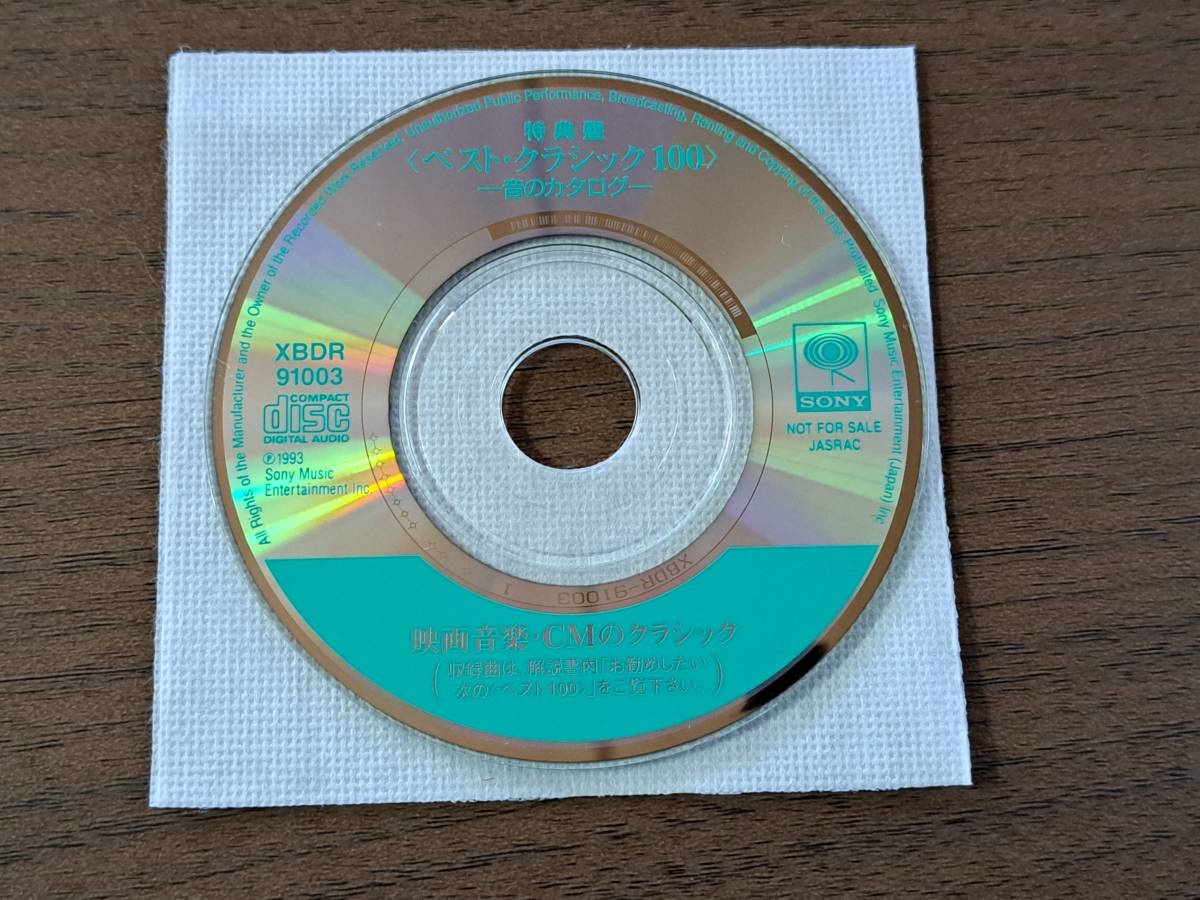 All Rights of the Manufacturer and the Owner of the Recorded Work Reserved. Unauthorized Public Performance, Broadcasting, Renting and Copying of this Disc Prohibited Sony Music Entertainment (Japan) Inc.
特典盤
〈ベスト・クラシック100〉
—音のカタログ—
XBDR
91003
COMPACT
disc
DIGITAL AUDIO
℗1993
Sony Music
Entertainment Inc.
SONY
NOT FOR SALE
JASRAC
XBDR-91003 1
映画音楽・CMのクラシック
(収録曲は、解説書内「お勧めしたい
次の〈ベスト100〉」をご覧下さい。)